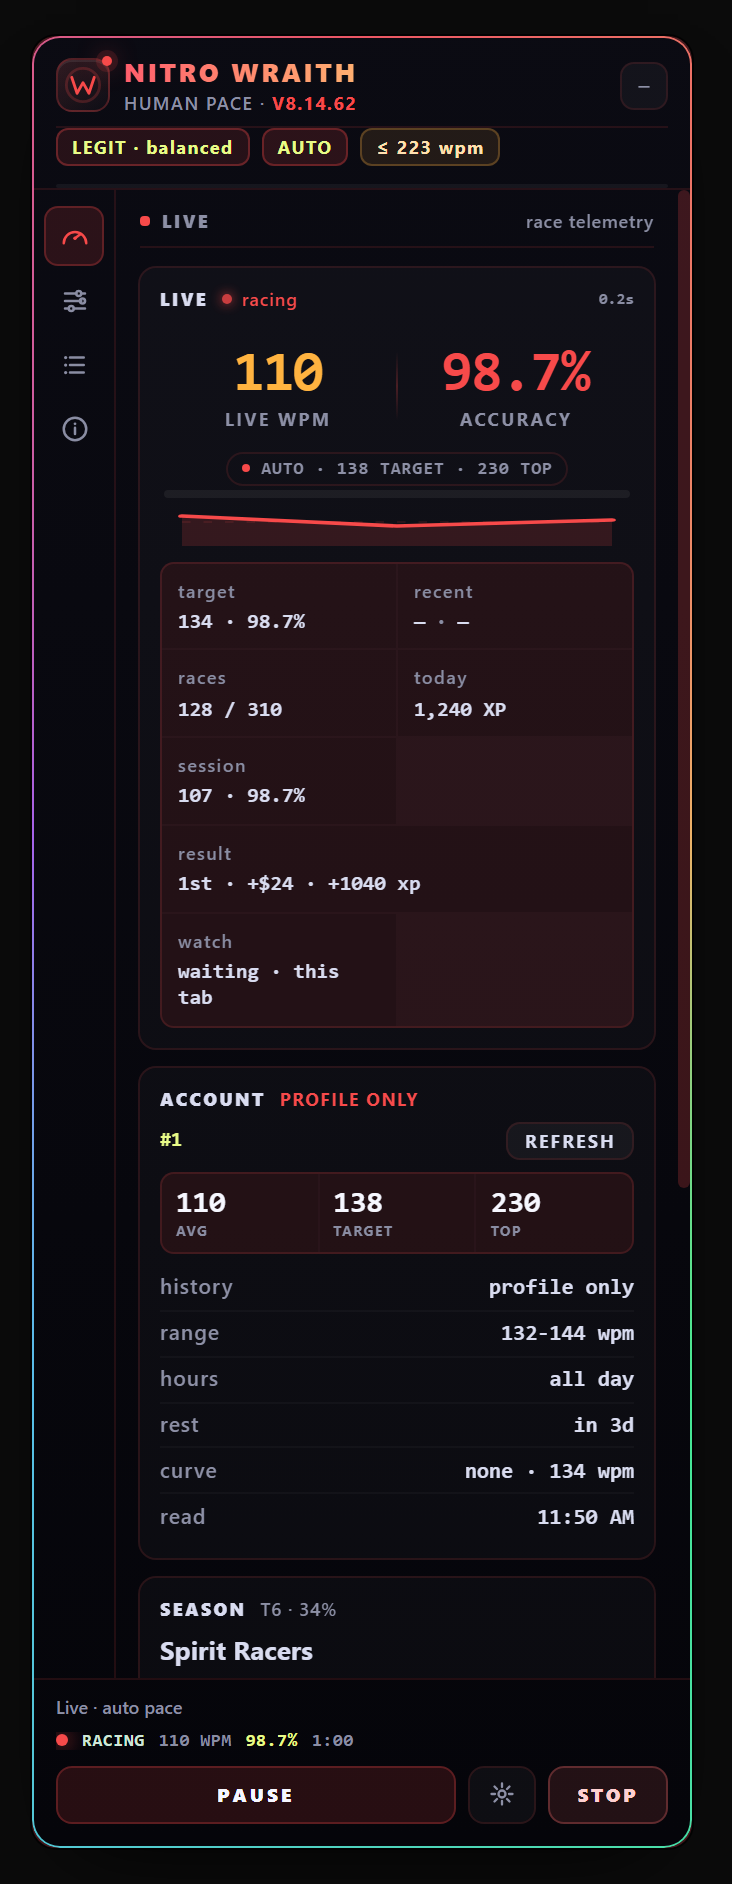 NITRO WRAITH
HUMAN PACE · V8.14.62
–
LEGIT · balanced
AUTO
≤ 223 wpm
LIVE
race telemetry
LIVE
racing
0.2s
110
98.7%
LIVE WPM
ACCURACY
AUTO · 138 TARGET · 230 TOP
target
recent
134 · 98.7%
— · —
races
today
128 / 310
1,240 XP
session
107 · 98.7%
result
1st · +$24 · +1040 xp
watch
waiting · this
tab
ACCOUNT PROFILE ONLY
#1
REFRESH
110
138
230
AVG
TARGET
TOP
history
profile only
range
132-144 wpm
hours
all day
rest
in 3d
curve
none · 134 wpm
read
11:50 AM
SEASON T6 · 34%
Spirit Racers
Live · auto pace
RACING 110 WPM 98.7% 1:00
PAUSE
STOP